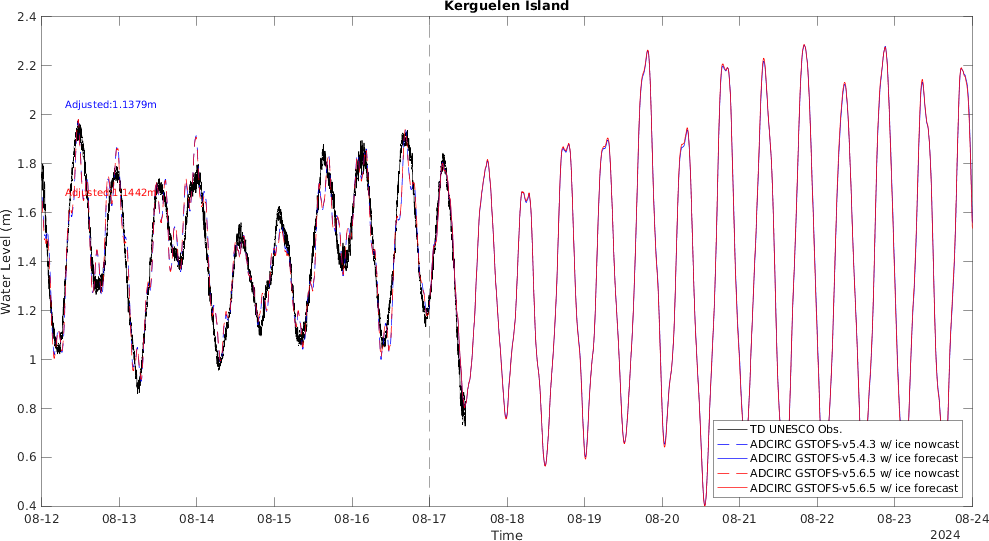 Kerguelen Island
2.4
2.2
2
1.8
1.6
1.4
1.2
1
0.8
0.6
0.4
Water Level (m)
Adjusted:1.1379m
Adjusted:1.1442m
TD UNESCO Obs.
ADCIRC GSTOFS-v5.4.3 w/ ice nowcast
ADCIRC GSTOFS-v5.4.3 w/ ice forecast
ADCIRC GSTOFS-v5.6.5 w/ ice nowcast
ADCIRC GSTOFS-v5.6.5 w/ ice forecast
08-12 08-13 08-14 08-15 08-16 08-17 08-18 08-19 08-20 08-21 08-22 08-23 08-24
Time
2024